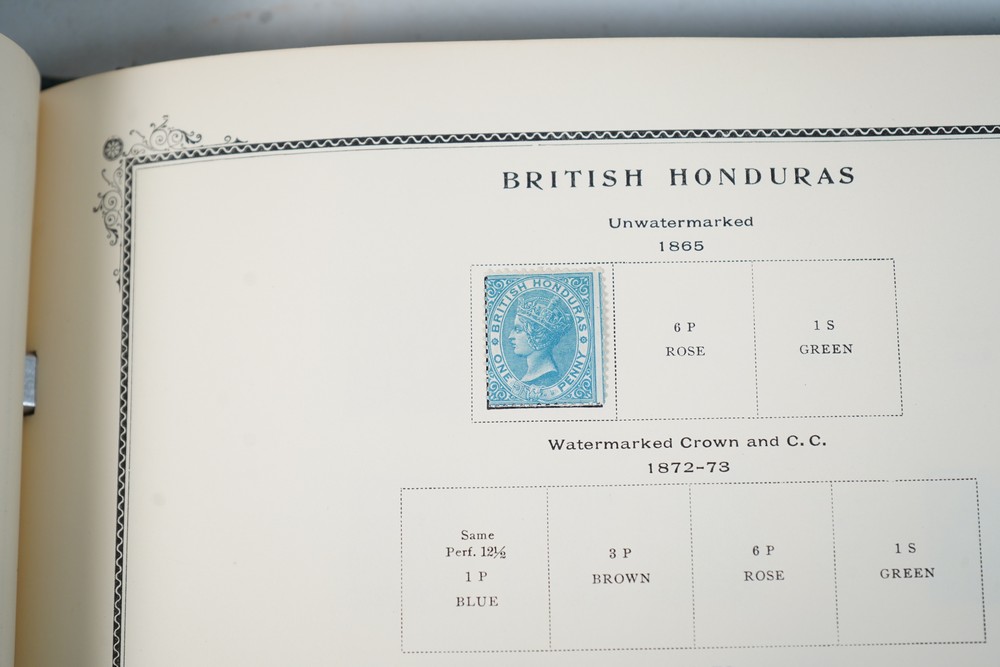 BRITISH HONDURAS
Unwatermarked
1865
BRITISH HONDURAS
ONE PENNY
6 P
ROSE
1 S
GREEN
Watermarked Crown and C. C.
1872-73
Same
Perf. 12½
1 P
BLUE
3 P
BROWN
6 P
ROSE
1 S
GREEN